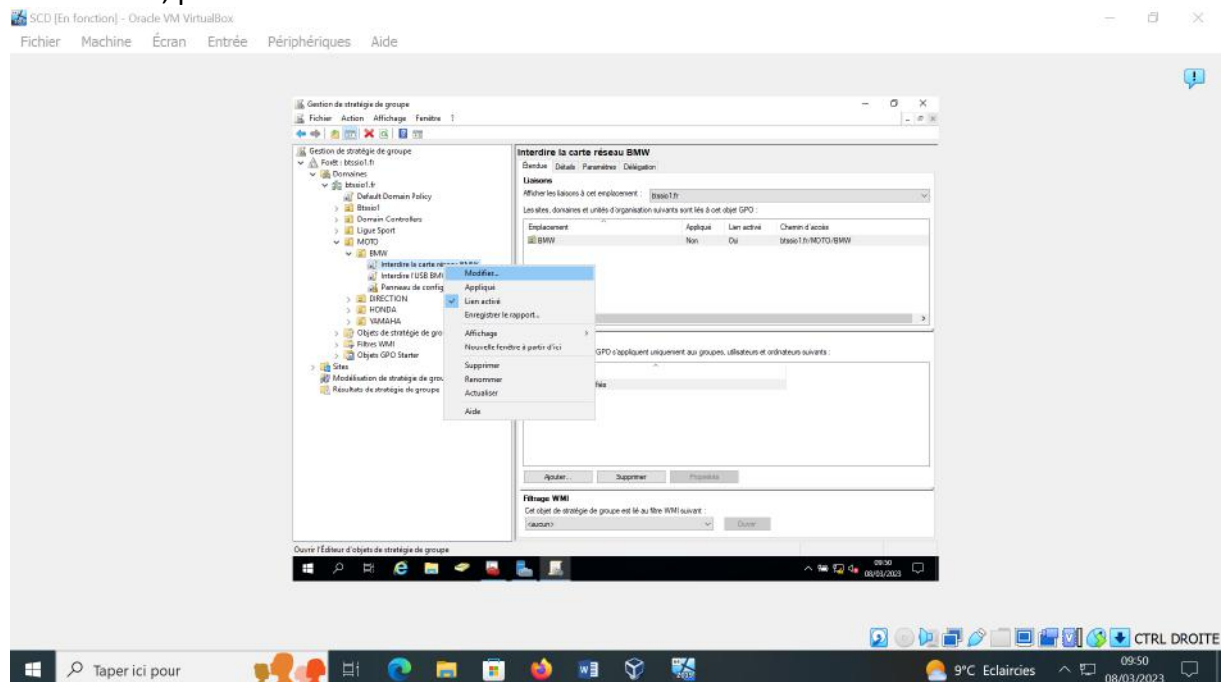 SCD [En fonction] - Oracle VM VirtualBox
Fichier Machine Écran Entrée Périphériques Aide
Gestion de stratégie de groupe
Fichier Action Affichage Fenêtre ?
Gestion de stratégie de groupe
Forêt : btssio1.fr
Domaines
btssio1.fr
Default Domain Policy
Btssio1
Domain Controllers
Ligue Sport
MOTO
BMW
Interdire la carte réseau BMW
Interdire l'USB BMW
Panneau de config
DIRECTION
HONDA
YAMAHA
Objets de stratégie de gro
Filtres WMI
Objets GPO Starter
Sites
Modélisation de stratégie de grou
Résultats de stratégie de groupe
Modifier...
Appliqué
Lien activé
Enregistrer le rapport...
Affichage
Nouvelle fenêtre à partir d'ici
Supprimer
Renommer
Actualiser
Aide
Interdire la carte réseau BMW
Étendue Détails Paramètres Délégation
Liaisons
Afficher les liaisons à cet emplacement : btssio1.fr
Les sites, domaines et unités d'organisation suivants sont liés à cet objet GPO :
Emplacement Appliqué Lien activé Chemin d'accès
BMW Non Oui btssio1.fr/MOTO/BMW
GPO s'appliquent uniquement aux groupes, utilisateurs et ordinateurs suivants :
fiés
Ajouter... Supprimer Propriétés
Filtrage WMI
Cet objet de stratégie de groupe est lié au filtre WMI suivant :
<aucun> Ouvrir
Ouvrir l'Éditeur d'objets de stratégie de groupe
09:50
08/03/2023
CTRL DROITE
Taper ici pour
9°C Eclaircies
09:50
08/03/2023